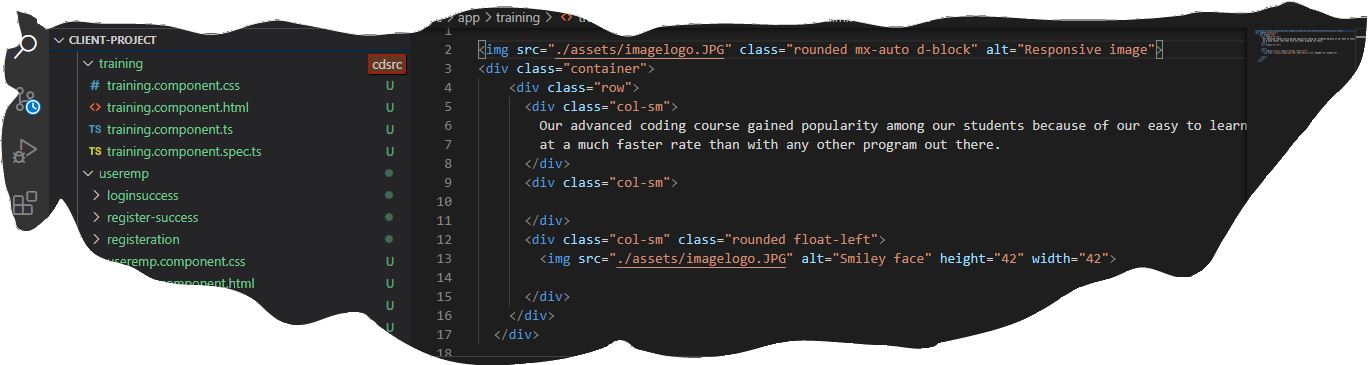 app > training >
CLIENT-PROJECT
training
cdsrc
# training.component.css U
<> training.component.html U
TS training.component.ts U
TS training.component.spec.ts U
useremp
loginsuccess
register-success
registeration
useremp.component.css U
component.html U
U
U
1
2 <img src="./assets/imagelogo.JPG" class="rounded mx-auto d-block" alt="Responsive image">
3 <div class="container">
4 <div class="row">
5 <div class="col-sm">
6 Our advanced coding course gained popularity among our students because of our easy to learn
7 at a much faster rate than with any other program out there.
8 </div>
9 <div class="col-sm">
10
11 </div>
12 <div class="col-sm" class="rounded float-left">
13 <img src="./assets/imagelogo.JPG" alt="Smiley face" height="42" width="42">
14
15 </div>
16 </div>
17 </div>
18